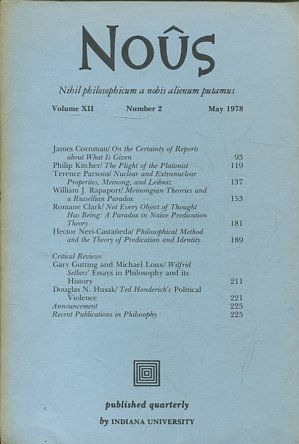 NOÛS
Nihil philosophicum a nobis alienum putamus
Volume XII Number 2 May 1978
James Cornman/ On the Certainty of Reports
about What Is Given 93
Philip Kitcher/ The Plight of the Platonist 119
Terence Parsons/ Nuclear and Extranuclear
Properties, Meinong, and Leibniz 137
William J. Rapaport/ Meinongian Theories and
a Russellian Paradox 153
Romane Clark/ Not Every Object of Thought
Has Being: A Paradox in Naive Predication
Theory 181
Hector Neri-Castañeda/ Philosophical Method
and the Theory of Predication and Identity 189
Critical Reviews
Gary Gutting and Michael Loux/ Wilfrid
Sellars' Essays in Philosophy and its
History 211
Douglas N. Husak/ Ted Honderich's Political
Violence 221
Announcement 225
Recent Publications in Philosophy 225
published quarterly
by INDIANA UNIVERSITY